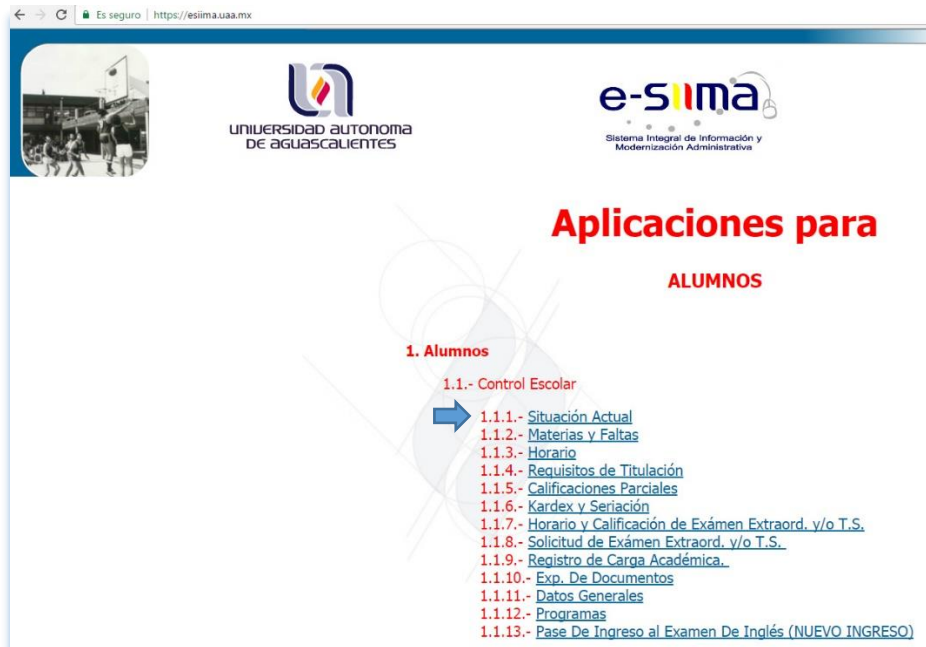 Es seguro | https://esiima.uaa.mx
UNIVERSIDAD AUTONOMA
DE AGUASCALIENTES
e-siima
Sistema Integral de Información y
Modernización Administrativa
Aplicaciones para
ALUMNOS
1. Alumnos
1.1.- Control Escolar
1.1.1.- Situación Actual
1.1.2.- Materias y Faltas
1.1.3.- Horario
1.1.4.- Requisitos de Titulación
1.1.5.- Calificaciones Parciales
1.1.6.- Kardex y Seriación
1.1.7.- Horario y Calificación de Exámen Extraord. y/o T.S.
1.1.8.- Solicitud de Exámen Extraord. y/o T.S.
1.1.9.- Registro de Carga Académica.
1.1.10.- Exp. De Documentos
1.1.11.- Datos Generales
1.1.12.- Programas
1.1.13.- Pase De Ingreso al Examen De Inglés (NUEVO INGRESO)